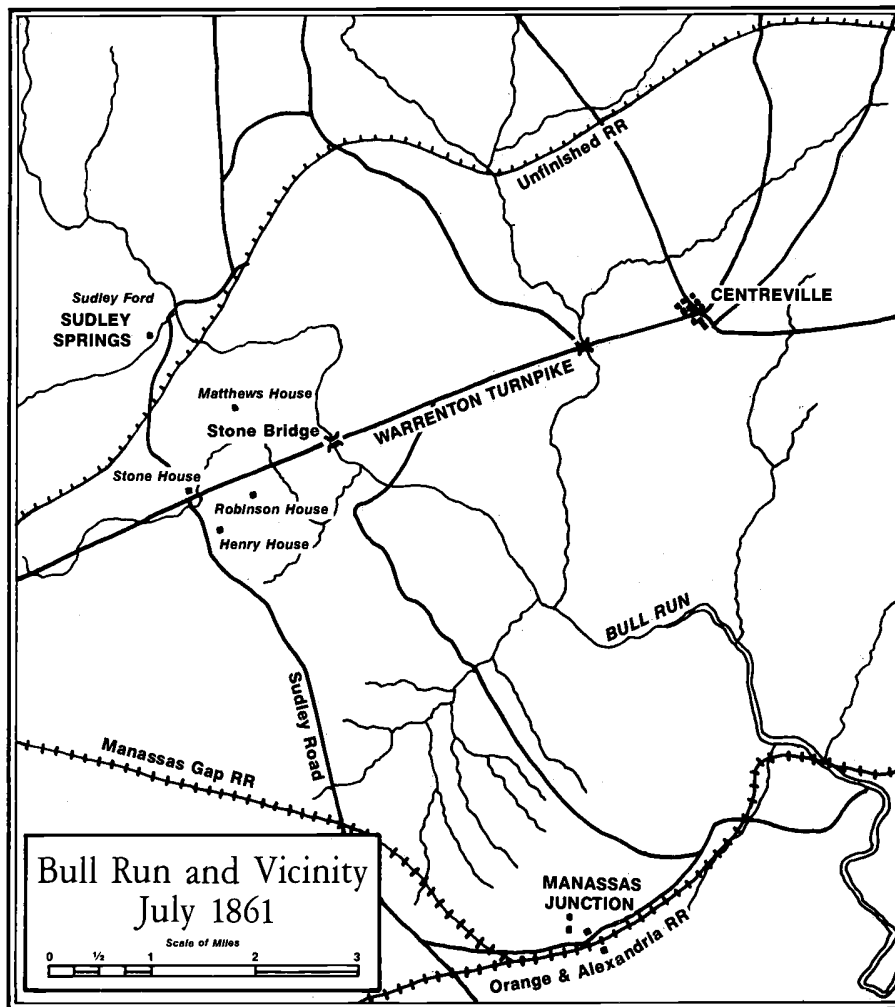 Unfinished RR
CENTREVILLE
Sudley Ford
SUDLEY
SPRINGS
WARRENTON TURNPIKE
Matthews House
Stone Bridge
Stone House
Robinson House
Henry House
BULL RUN
Sudley Road
Manassas Gap RR
MANASSAS
JUNCTION
Orange & Alexandria RR
Bull Run and Vicinity
July 1861
Scale of Miles
0 ½ 1 2 3